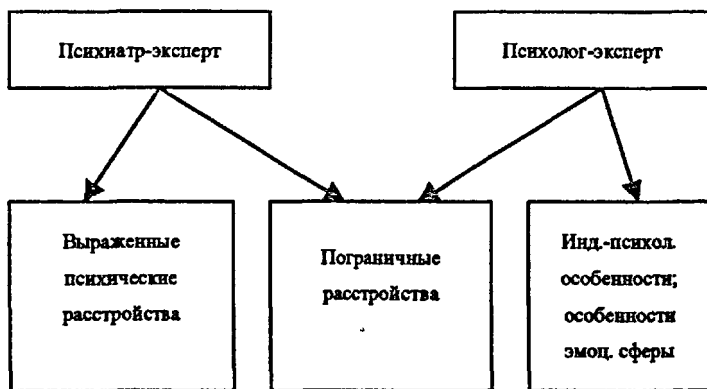 Психиатр-эксперт
Психолог-эксперт
Выраженные
психические
расстройства
Пограничные
расстройства
Инд.-психол.
особенности;
особенности
эмоц. сферы